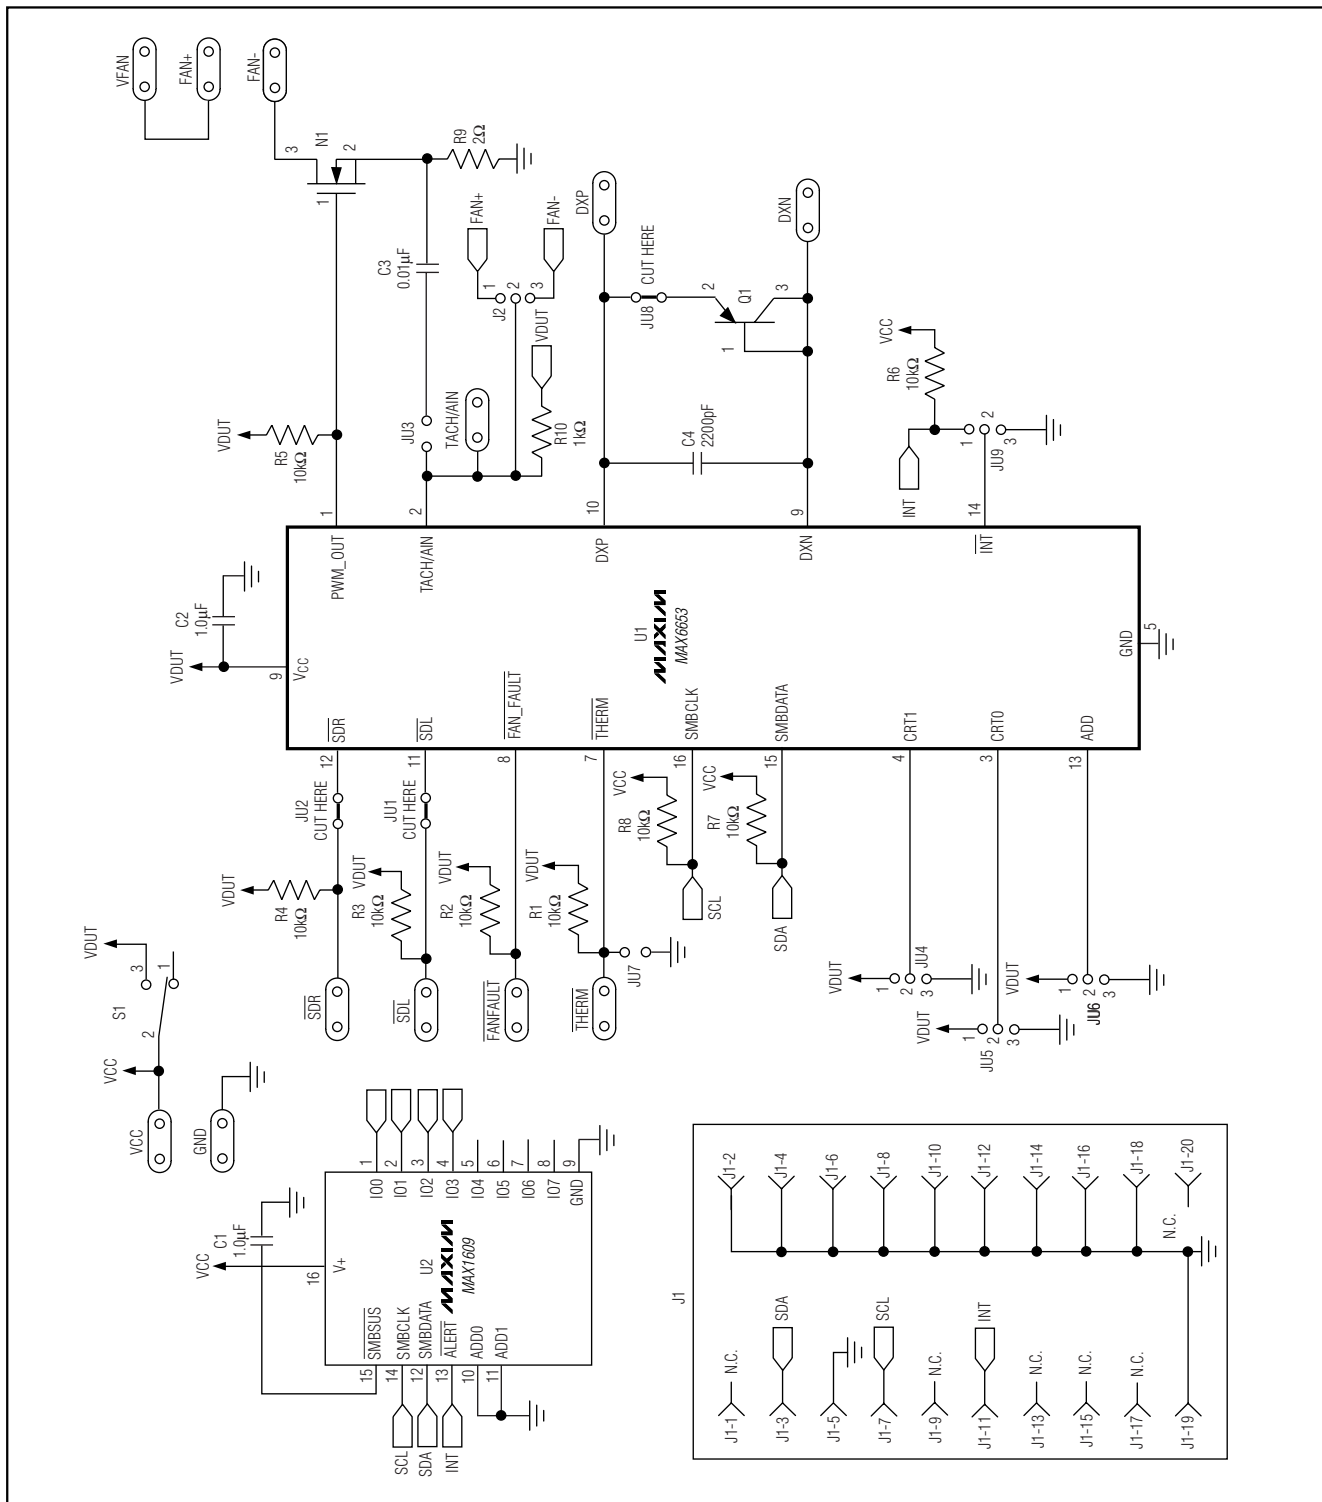 VFAN
FAN+
FAN-
3
N1
2
1
R9
2Ω
VDUT
R5
10kΩ
C3
0.01µF
JU3
FAN+
FAN-
1
2
3
J2
VDUT
TACH/AIN
R10
1kΩ
DXP
DXN
CUT HERE
JU8
2
Q1
1
3
C4
2200pF
VCC
R6
10kΩ
INT
1
2
3
JU9
1
2
10
9
14
PWM_OUT
TACH/AIN
DXP
DXN
INT
VDUT
C2
1.0µF
9
VCC
U1
MAXIM
MAX6653
GND
5
SDR
SDL
FAN_FAULT
THERM
SMBCLK
SMBDATA
CRT1
CRT0
ADD
12
11
8
7
16
15
4
3
13
JU2
CUT HERE
JU1
CUT HERE
VDUT
R4
10kΩ
VDUT
R3
10kΩ
VDUT
R2
10kΩ
VDUT
R1
10kΩ
VCC
R8
10kΩ
VCC
R7
10kΩ
SCL
SDA
SDR
SDL
FANFAULT
THERM
JU7
VDUT
1
2
3
JU4
VDUT
1
2
3
JU5
VDUT
1
2
3
JU6
VDUT
3
1
S1
2
VCC
VCC
GND
1
2
3
4
5
6
7
8
9
IO0
IO1
IO2
IO3
IO4
IO5
IO6
IO7
GND
C1
1.0µF
VCC
16
V+
U2
MAXIM
MAX1609
SMBSUS
SMBCLK
SMBDATA
ALERT
ADD0
ADD1
15
14
12
13
10
11
SCL
SDA
INT
J1
J1-2
J1-4
J1-6
J1-8
J1-10
J1-12
J1-14
J1-16
J1-18
J1-20
N.C.
N.C.
SDA
SCL
N.C.
INT
N.C.
N.C.
N.C.
J1-1
J1-3
J1-5
J1-7
J1-9
J1-11
J1-13
J1-15
J1-17
J1-19